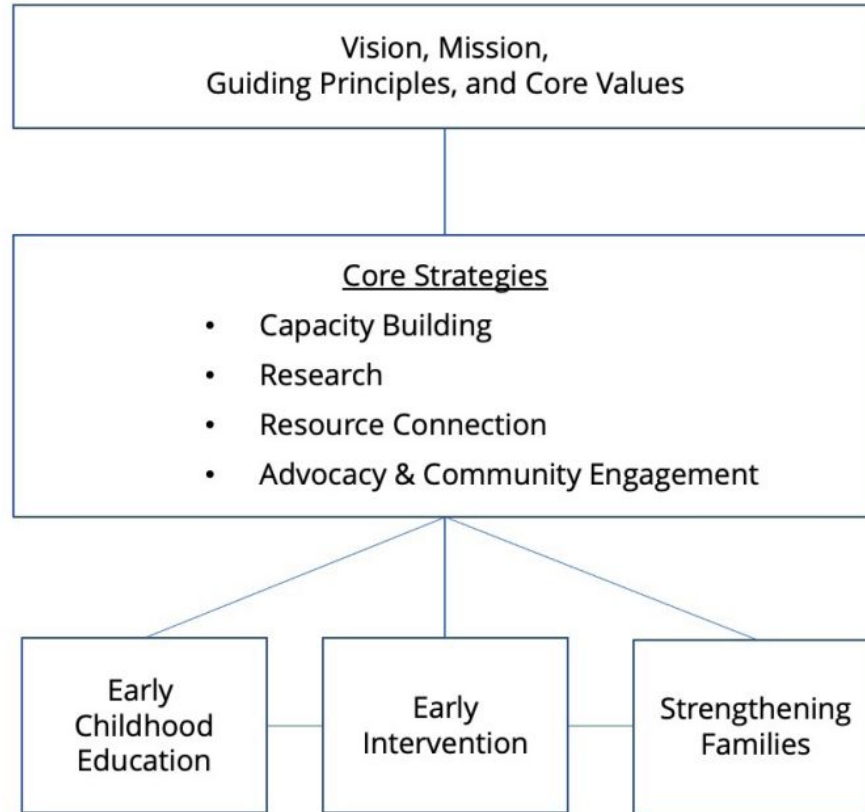 Vision, Mission,
Guiding Principles, and Core Values
Core Strategies
• Capacity Building
• Research
• Resource Connection
• Advocacy & Community Engagement
Early
Childhood
Education
Early
Intervention
Strengthening
Families